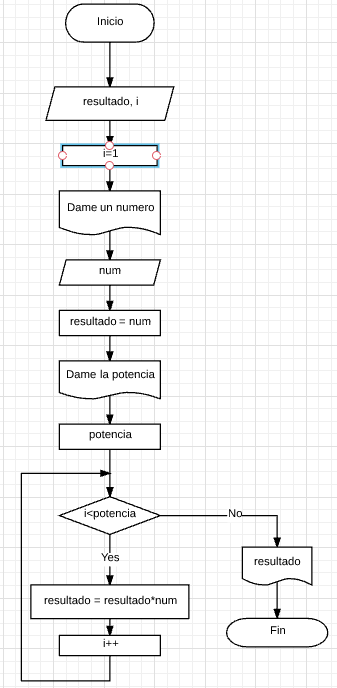 Inicio
resultado, i
i=1
Dame un numero
num
resultado = num
Dame la potencia
potencia
i<potencia
No
Yes
resultado
resultado = resultado*num
Fin
i++